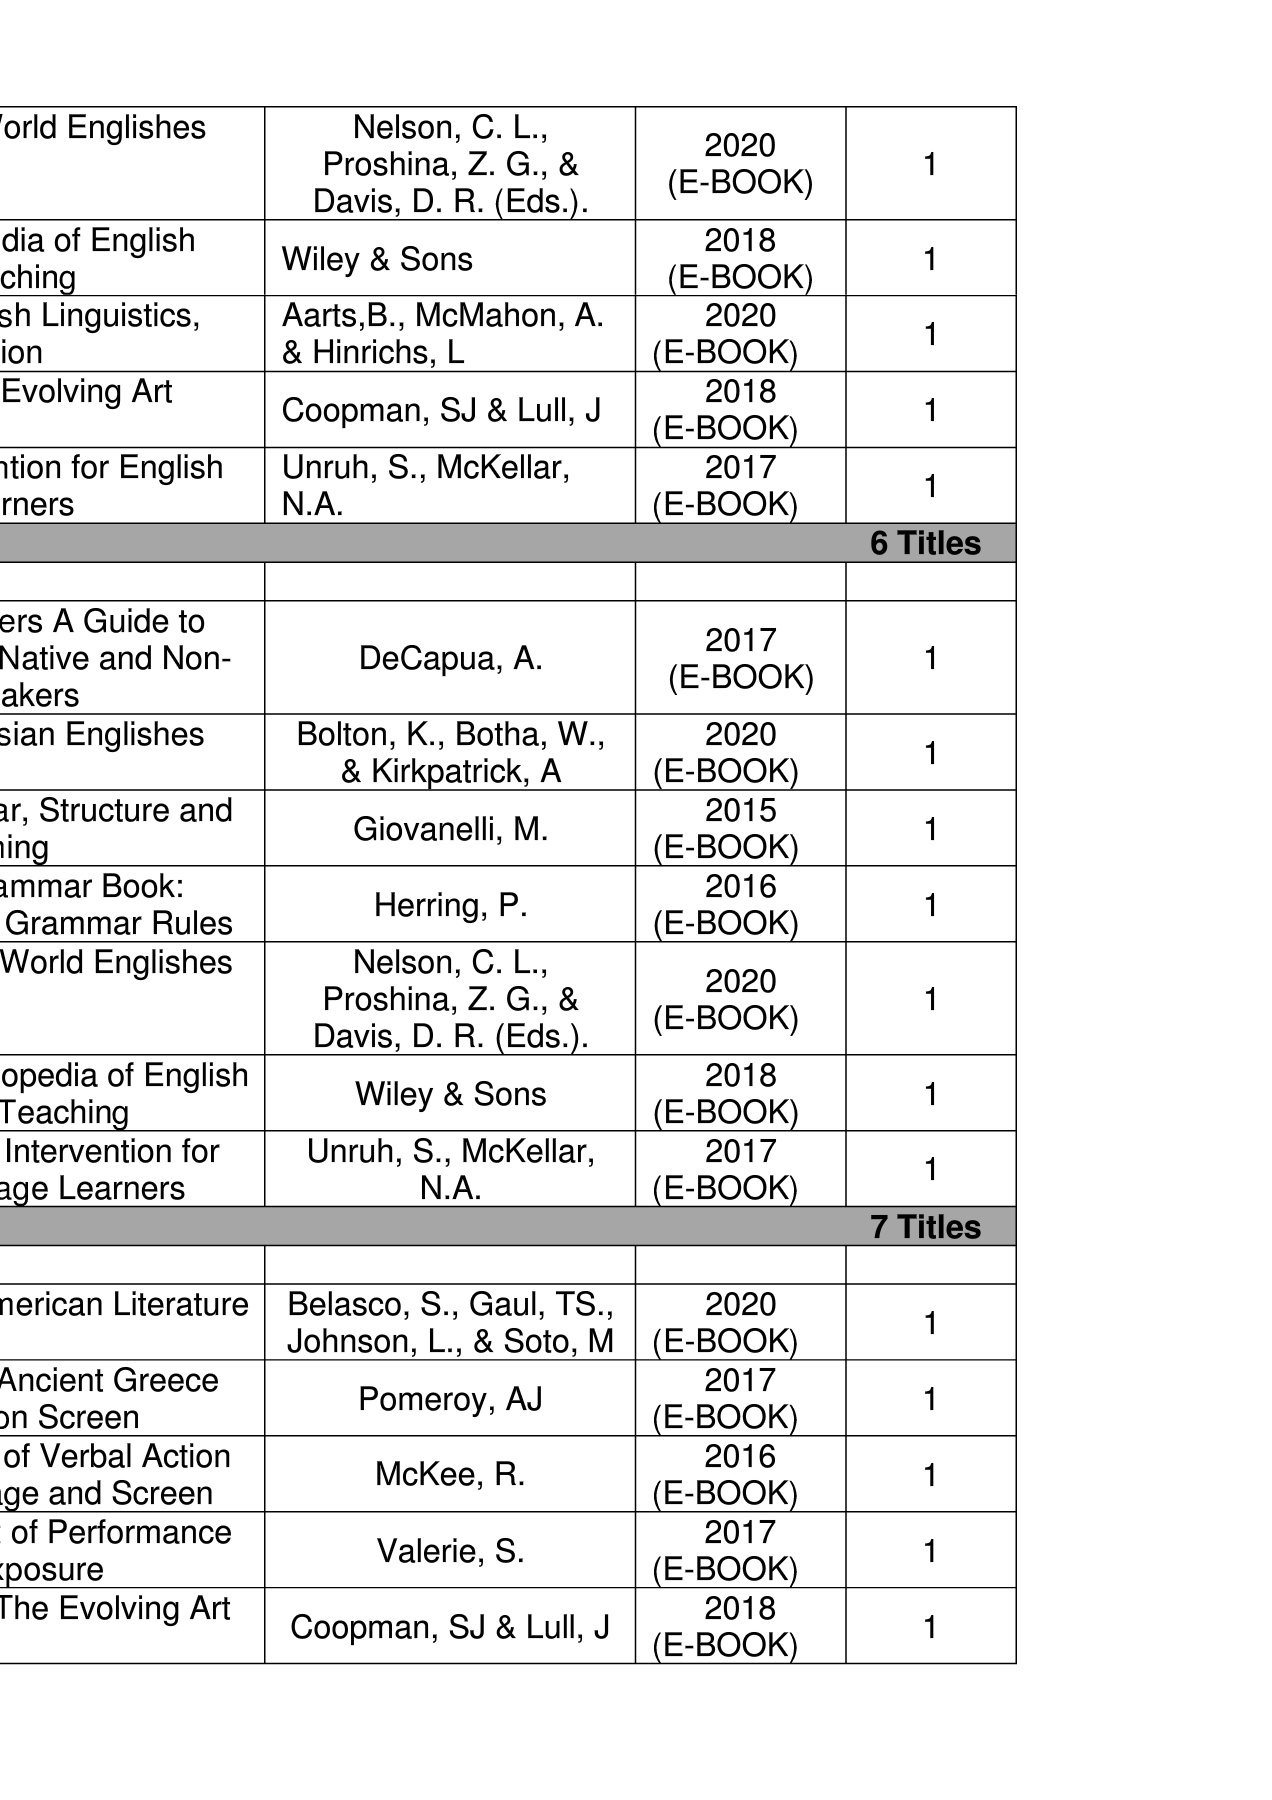 orld Englishes
Nelson, C. L.,
Proshina, Z. G., &
Davis, D. R. (Eds.).
2020
(E-BOOK)
1
dia of English
ching
Wiley & Sons
2018
(E-BOOK)
1
sh Linguistics,
ion
Aarts,B., McMahon, A.
& Hinrichs, L
2020
(E-BOOK)
1
Evolving Art
Coopman, SJ & Lull, J
2018
(E-BOOK)
1
ntion for English
rners
Unruh, S., McKellar,
N.A.
2017
(E-BOOK)
1
6 Titles
ers A Guide to
Native and Non-
akers
DeCapua, A.
2017
(E-BOOK)
1
sian Englishes
Bolton, K., Botha, W.,
& Kirkpatrick, A
2020
(E-BOOK)
1
ar, Structure and
ning
Giovanelli, M.
2015
(E-BOOK)
1
ammar Book:
Grammar Rules
Herring, P.
2016
(E-BOOK)
1
World Englishes
Nelson, C. L.,
Proshina, Z. G., &
Davis, D. R. (Eds.).
2020
(E-BOOK)
1
opedia of English
Teaching
Wiley & Sons
2018
(E-BOOK)
1
Intervention for
age Learners
Unruh, S., McKellar,
N.A.
2017
(E-BOOK)
1
7 Titles
merican Literature
Belasco, S., Gaul, TS.,
Johnson, L., & Soto, M
2020
(E-BOOK)
1
Ancient Greece
on Screen
Pomeroy, AJ
2017
(E-BOOK)
1
of Verbal Action
age and Screen
McKee, R.
2016
(E-BOOK)
1
t of Performance
xposure
Valerie, S.
2017
(E-BOOK)
1
The Evolving Art
Coopman, SJ & Lull, J
2018
(E-BOOK)
1